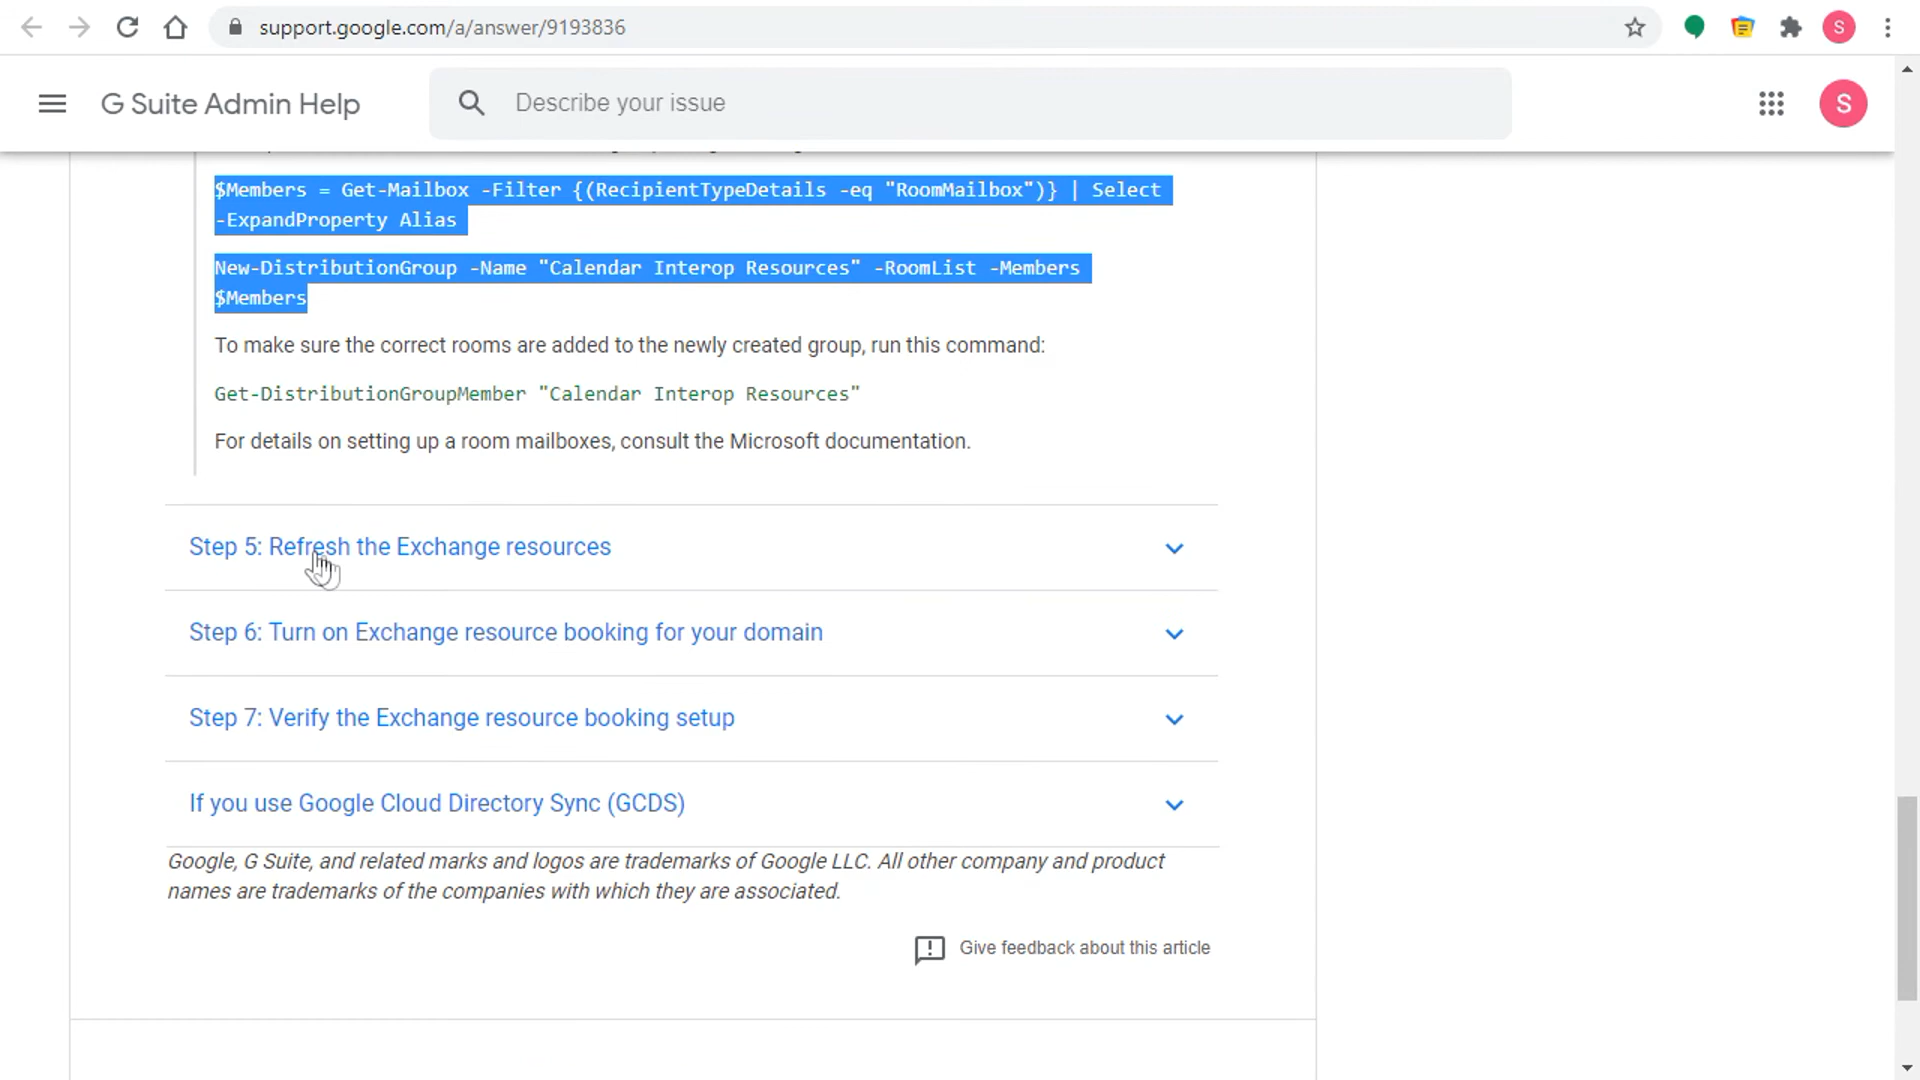 support.google.com/a/answer/9193836
S
G Suite Admin Help
Describe your issue
S
$Members = Get-Mailbox -Filter {(RecipientTypeDetails -eq "RoomMailbox")} | Select
-ExpandProperty Alias
New-DistributionGroup -Name "Calendar Interop Resources" -RoomList -Members
$Members
To make sure the correct rooms are added to the newly created group, run this command:
Get-DistributionGroupMember "Calendar Interop Resources"
For details on setting up a room mailboxes, consult the Microsoft documentation.
Step 5: Refresh the Exchange resources
Step 6: Turn on Exchange resource booking for your domain
Step 7: Verify the Exchange resource booking setup
If you use Google Cloud Directory Sync (GCDS)
Google, G Suite, and related marks and logos are trademarks of Google LLC. All other company and product
names are trademarks of the companies with which they are associated.
Give feedback about this article